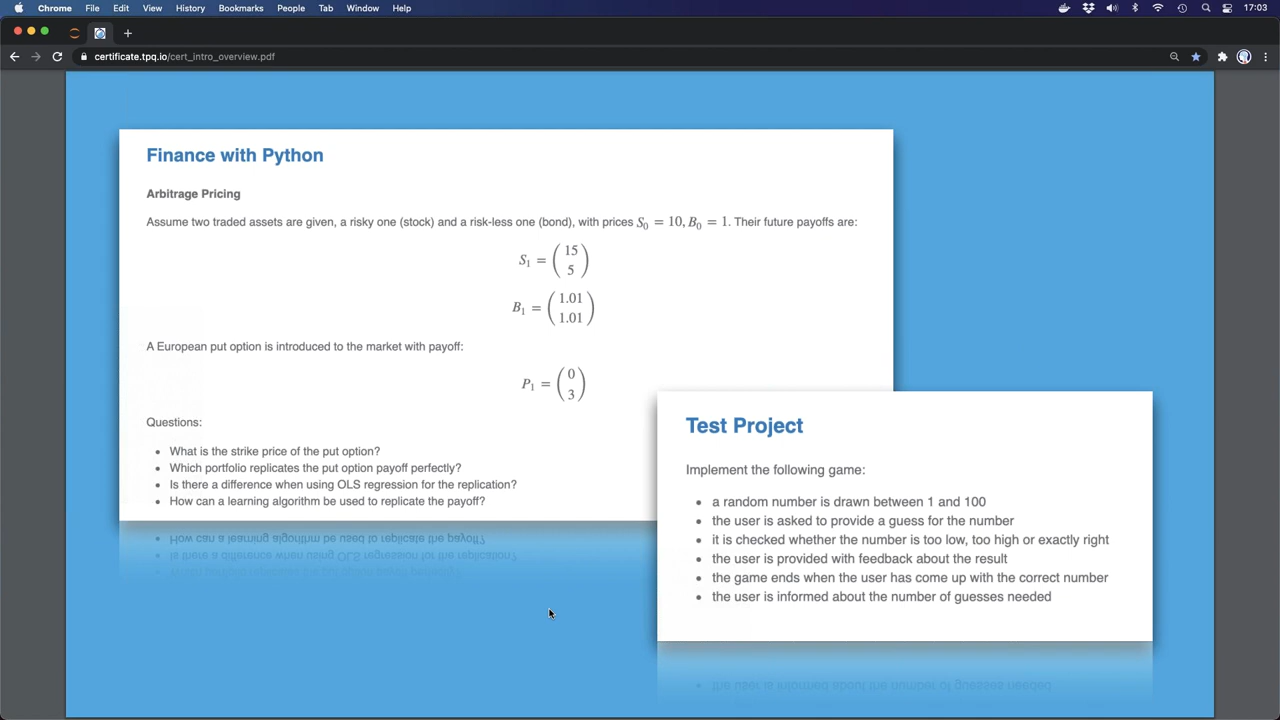 Chrome File Edit View History Bookmarks People Tab Window Help 17:03
certificate.tpq.io/cert_intro_overview.pdf
Finance with Python
Arbitrage Pricing
Assume two traded assets are given, a risky one (stock) and a risk-less one (bond), with prices S₀ = 10, B₀ = 1. Their future payoffs are:
S₁ = (15
5)
B₁ = (1.01
1.01)
A European put option is introduced to the market with payoff:
P₁ = (0
3)
Questions:
• What is the strike price of the put option?
• Which portfolio replicates the put option payoff perfectly?
• Is there a difference when using OLS regression for the replication?
• How can a learning algorithm be used to replicate the payoff?
Test Project
Implement the following game:
• a random number is drawn between 1 and 100
• the user is asked to provide a guess for the number
• it is checked whether the number is too low, too high or exactly right
• the user is provided with feedback about the result
• the game ends when the user has come up with the correct number
• the user is informed about the number of guesses needed